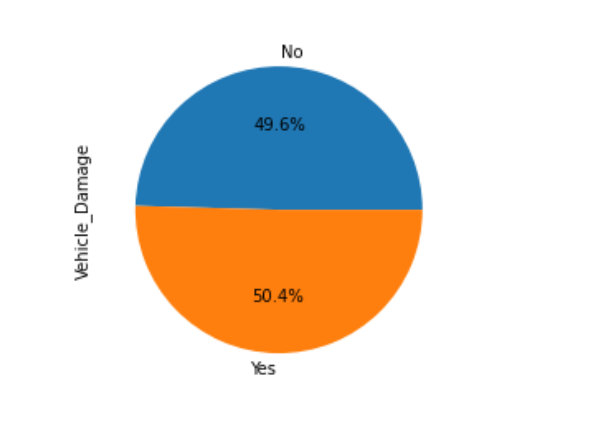 No
49.6%
Vehicle_Damage
50.4%
Yes